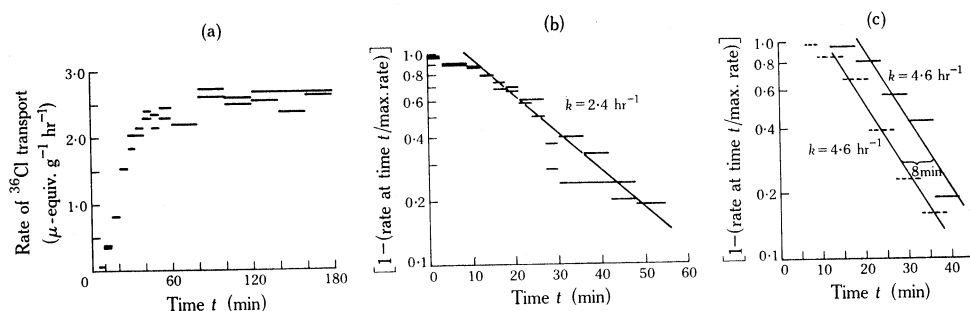 (a)
Rate of ³⁶Cl transport
(μ-equiv. g⁻¹ hr⁻¹)
3·0
2·0
1·0
0
60
120
180
Time t (min)
(b)
[1−(rate at time t/max. rate)]
1·0
0·8
0·6
0·4
0·2
0·1
k=2·4 hr⁻¹
0
10
20
30
40
50
60
Time t (min)
(c)
[1−(rate at time t/max. rate)]
1·0
0·8
0·6
0·4
0·2
0·1
k=4·6 hr⁻¹
k=4·6 hr⁻¹
8min
0
10
20
30
40
Time t (min)